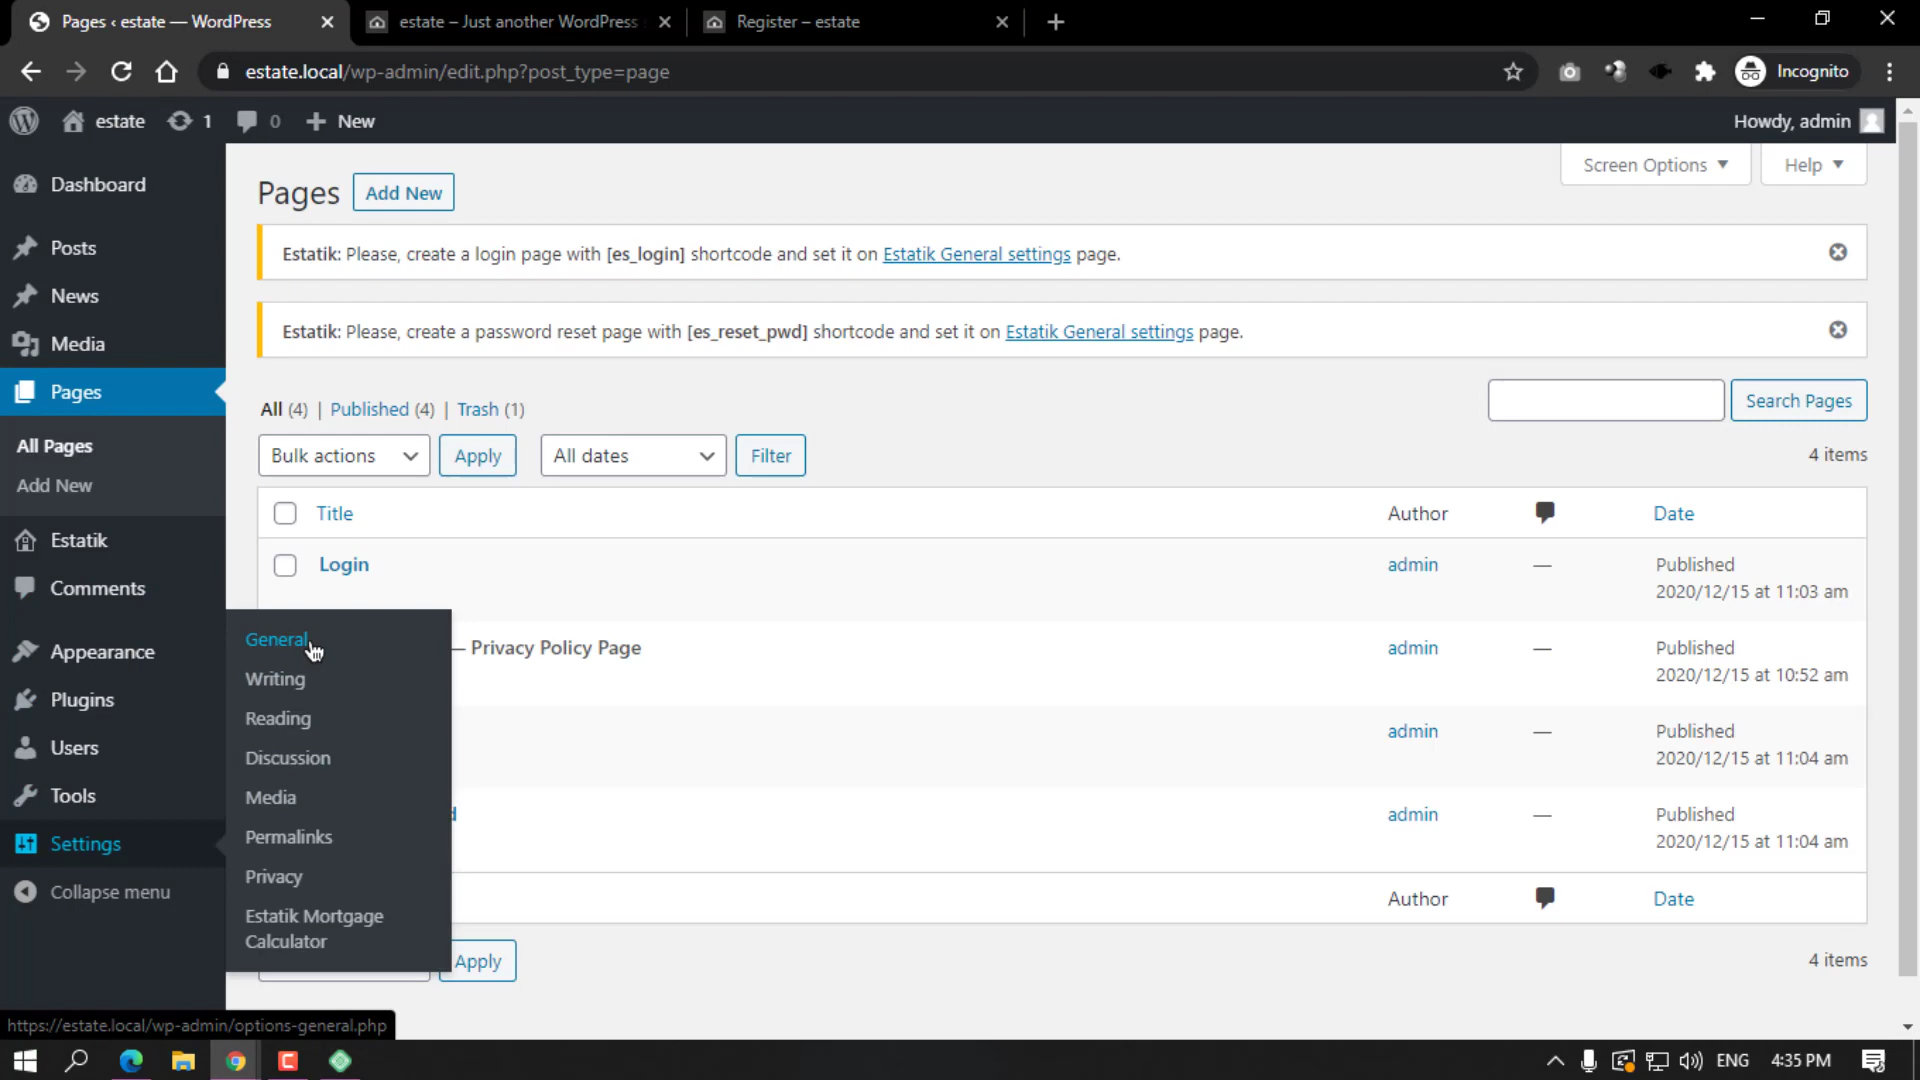 Pages ‹ estate — WordPress
estate – Just another WordPress
Register – estate
estate.local/wp-admin/edit.php?post_type=page
Incognito
estate
1
0
New
Howdy, admin
Dashboard
Posts
News
Media
Pages
All Pages
Add New
Estatik
Comments
Appearance
Plugins
Users
Tools
Settings
Collapse menu
General
Writing
Reading
Discussion
Media
Permalinks
Privacy
Estatik Mortgage
Calculator
Screen Options
Help
Pages
Add New
Estatik: Please, create a login page with [es_login] shortcode and set it on Estatik General settings page.
Estatik: Please, create a password reset page with [es_reset_pwd] shortcode and set it on Estatik General settings page.
All (4) | Published (4) | Trash (1)
Search Pages
Bulk actions
Apply
All dates
Filter
4 items
Title
Author
Date
Login
admin
—
Published
2020/12/15 at 11:03 am
— Privacy Policy Page
admin
—
Published
2020/12/15 at 10:52 am
admin
—
Published
2020/12/15 at 11:04 am
d
admin
—
Published
2020/12/15 at 11:04 am
Author
Date
Apply
4 items
https://estate.local/wp-admin/options-general.php
ENG
4:35 PM